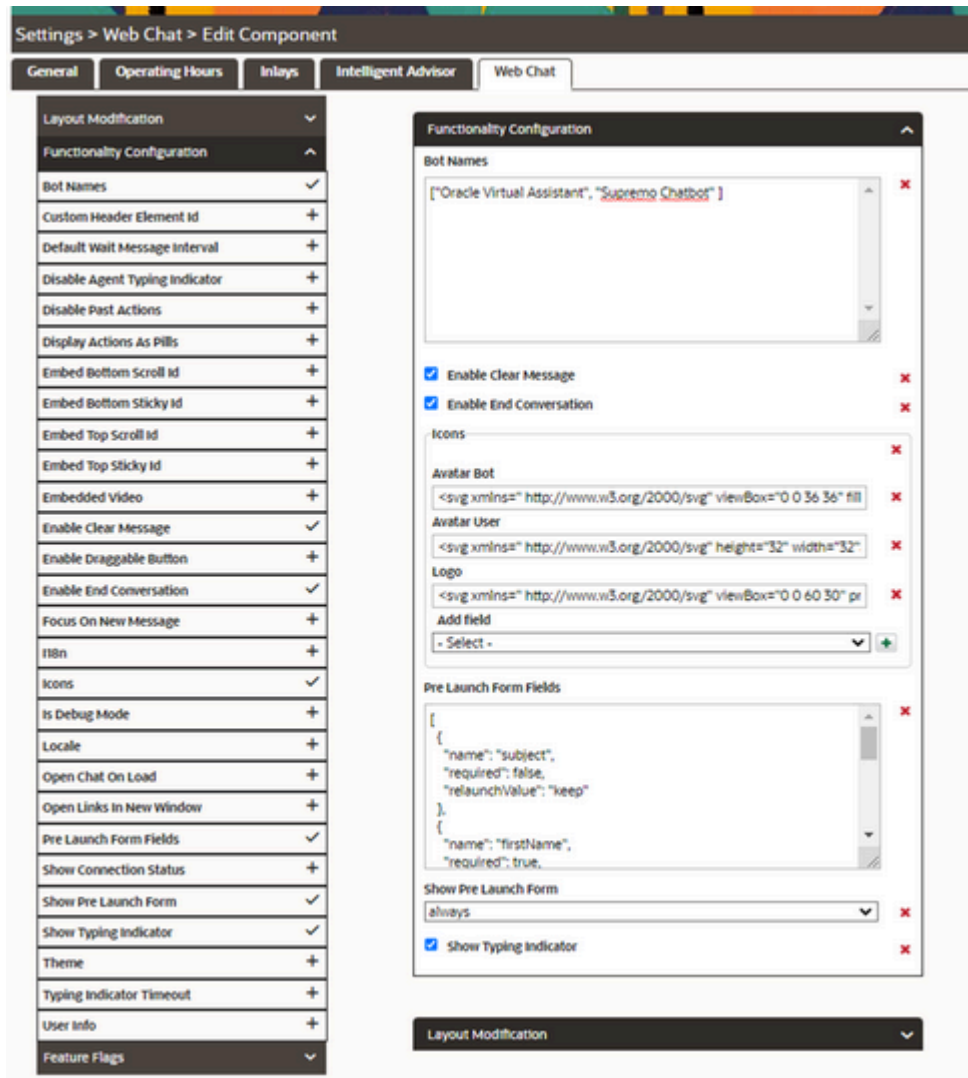 Settings > Web Chat > Edit Component
General
Operating Hours
Inlays
Intelligent Advisor
Web Chat
Layout Modification
Functionality Configuration
Bot Names
Custom Header Element Id
Default Wait Message Interval
Disable Agent Typing Indicator
Disable Past Actions
Display Actions As Pills
Embed Bottom Scroll Id
Embed Bottom Sticky Id
Embed Top Scroll Id
Embed Top Sticky Id
Embedded Video
Enable Clear Message
Enable Draggable Button
Enable End Conversation
Focus On New Message
I18n
Icons
Is Debug Mode
Locale
Open Chat On Load
Open Links In New Window
Pre Launch Form Fields
Show Connection Status
Show Pre Launch Form
Show Typing Indicator
Theme
Typing Indicator Timeout
User Info
Feature Flags
Functionality Configuration
Bot Names
["Oracle Virtual Assistant", "Supremo Chatbot" ]
Enable Clear Message
Enable End Conversation
Icons
Avatar Bot
<svg xmlns=" http://www.w3.org/2000/svg" viewBox="0 0 36 36" fill
Avatar User
<svg xmlns=" http://www.w3.org/2000/svg" height="32" width="32"
Logo
<svg xmlns=" http://www.w3.org/2000/svg" viewBox="0 0 60 30" pr
Add field
- Select -
Pre Launch Form Fields
[
{
"name": "subject",
"required": false,
"relaunchValue": "keep"
},
{
"name": "firstName",
"required": true,
Show Pre Launch Form
always
Show Typing Indicator
Layout Modification